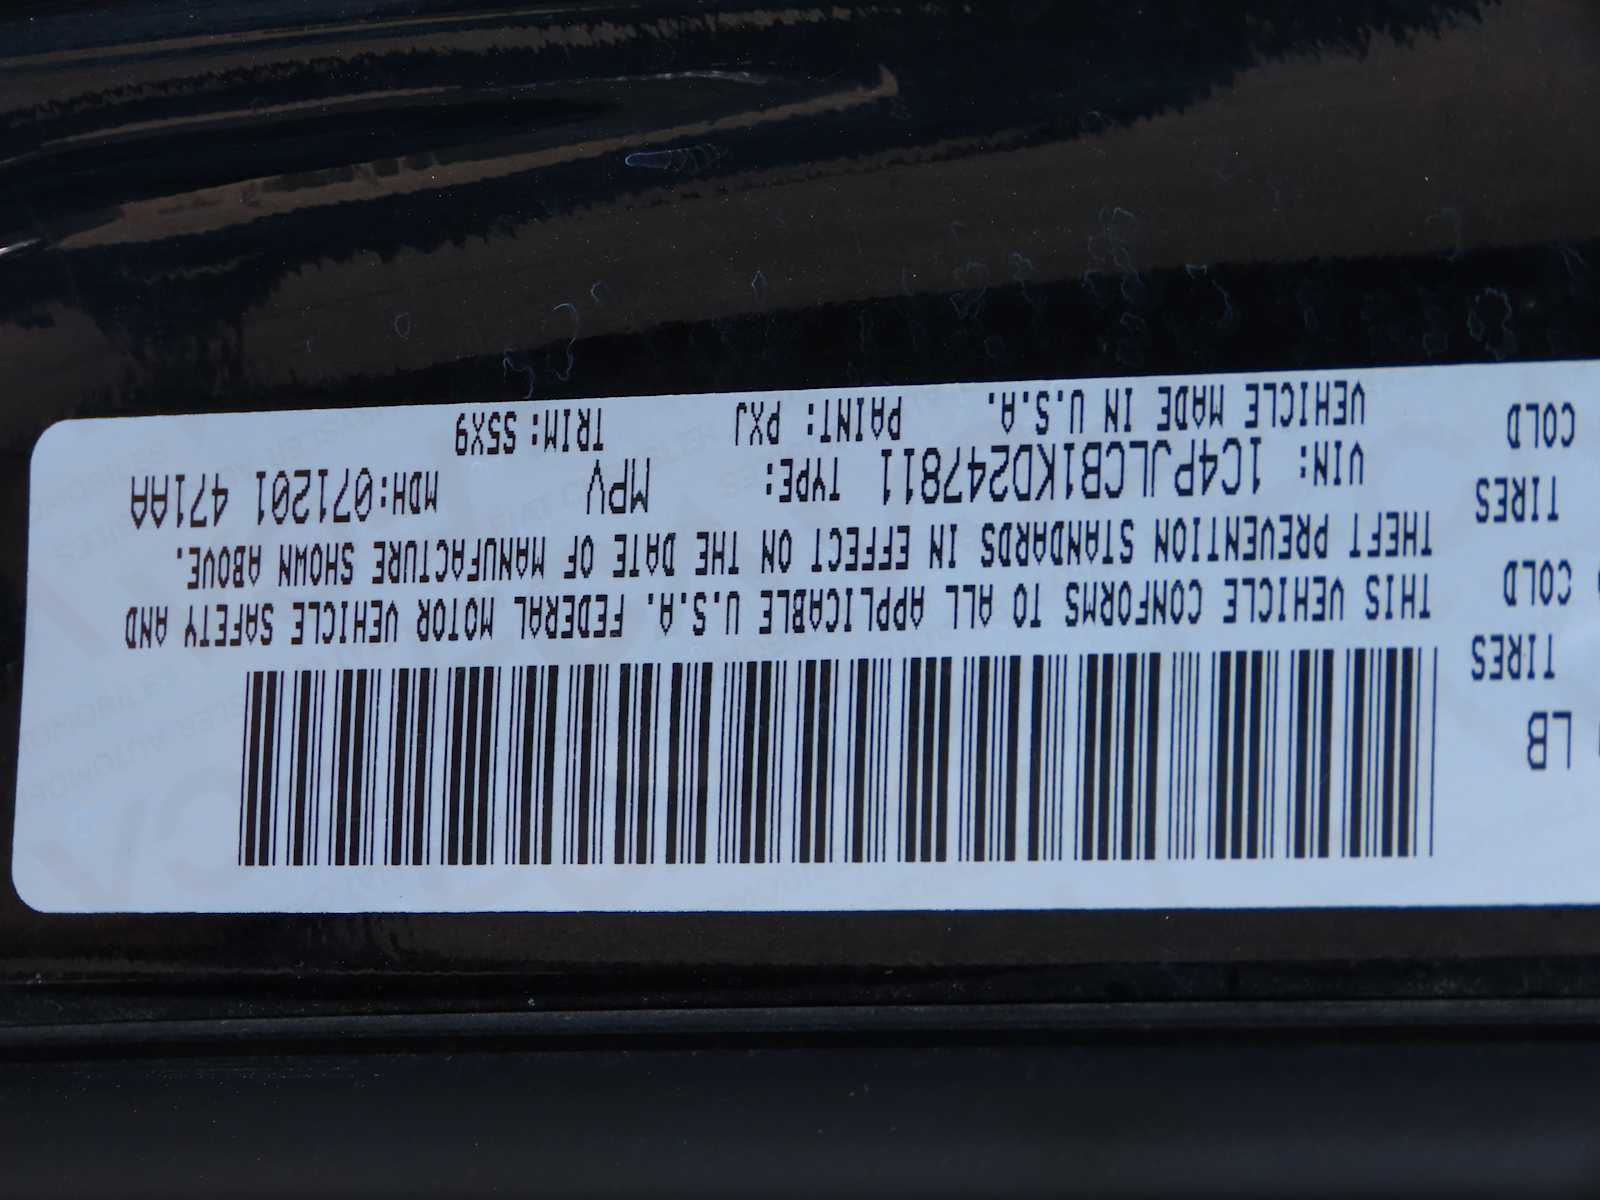 LB
TIRES COLD
TIRES COLD
THIS VEHICLE CONFORMS TO ALL APPLICABLE U.S.A. FEDERAL MOTOR VEHICLE SAFETY AND
THEFT PREVENTION STANDARDS IN EFFECT ON THE DATE OF MANUFACTURE SHOWN ABOVE.
VIN: 1C4PJLCB1KD247811 TYPE: MPV MDH:071201 471AA
VEHICLE MADE IN U.S.A. PAINT: PXJ TRIM: S5X9